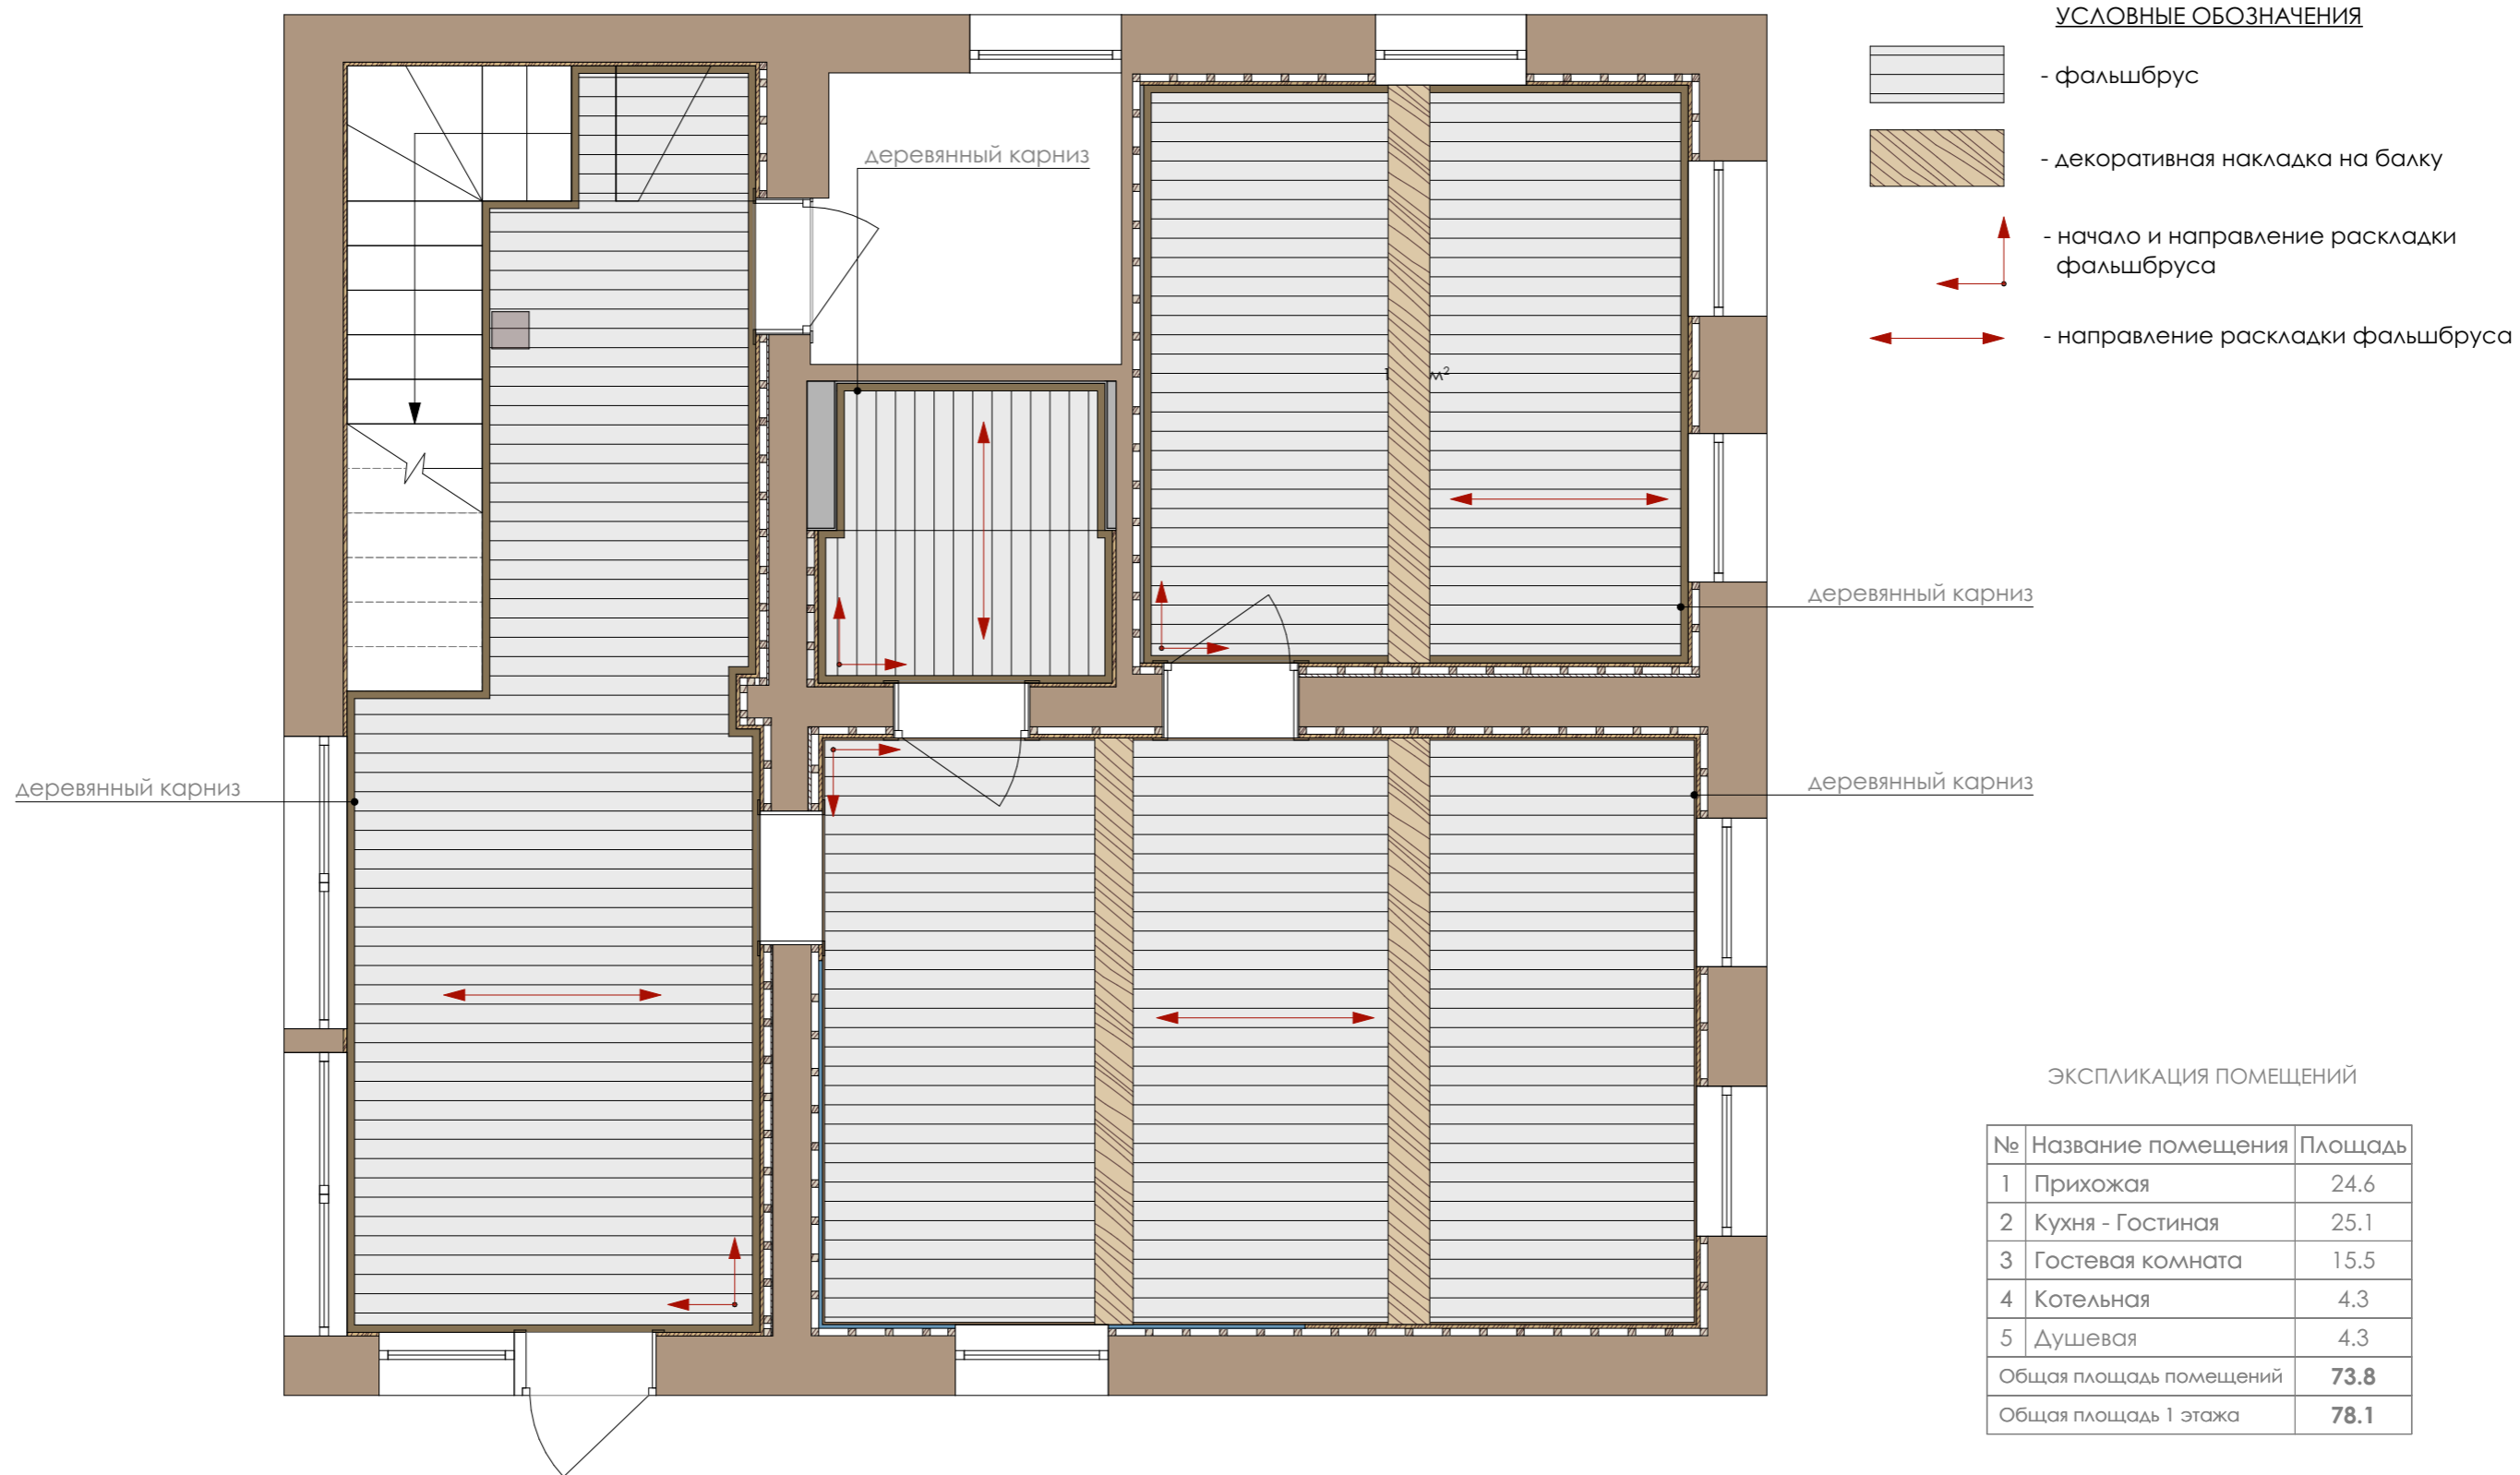 УСЛОВНЫЕ ОБОЗНАЧЕНИЯ
- фальшбрус
- декоративная накладка на балку
- начало и направление раскладки
фальшбруса
- направление раскладки фальшбруса
деревянный карниз
м²
деревянный карниз
деревянный карниз
деревянный карниз
ЭКСПЛИКАЦИЯ ПОМЕЩЕНИЙ
№ Название помещения Площадь
1 Прихожая 24.6
2 Кухня - Гостиная 25.1
3 Гостевая комната 15.5
4 Котельная 4.3
5 Душевая 4.3
Общая площадь помещений 73.8
Общая площадь 1 этажа 78.1